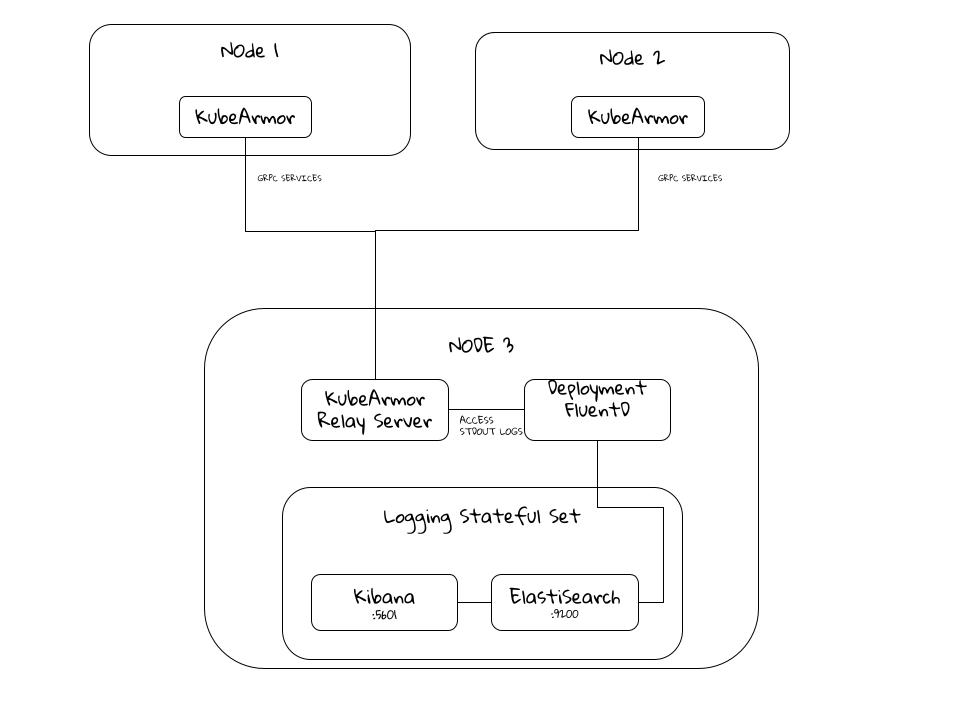 NOde 1
NOde 2
KubeArmor
KubeArmor
GRPC SERVICES
GRPC SERVICES
NODE 3
KubeArmor
Relay Server
ACCESS
STDOUT LOGS
Deployment
FluentD
Logging Stateful Set
Kibana
:5601
ElastiSearch
:9200